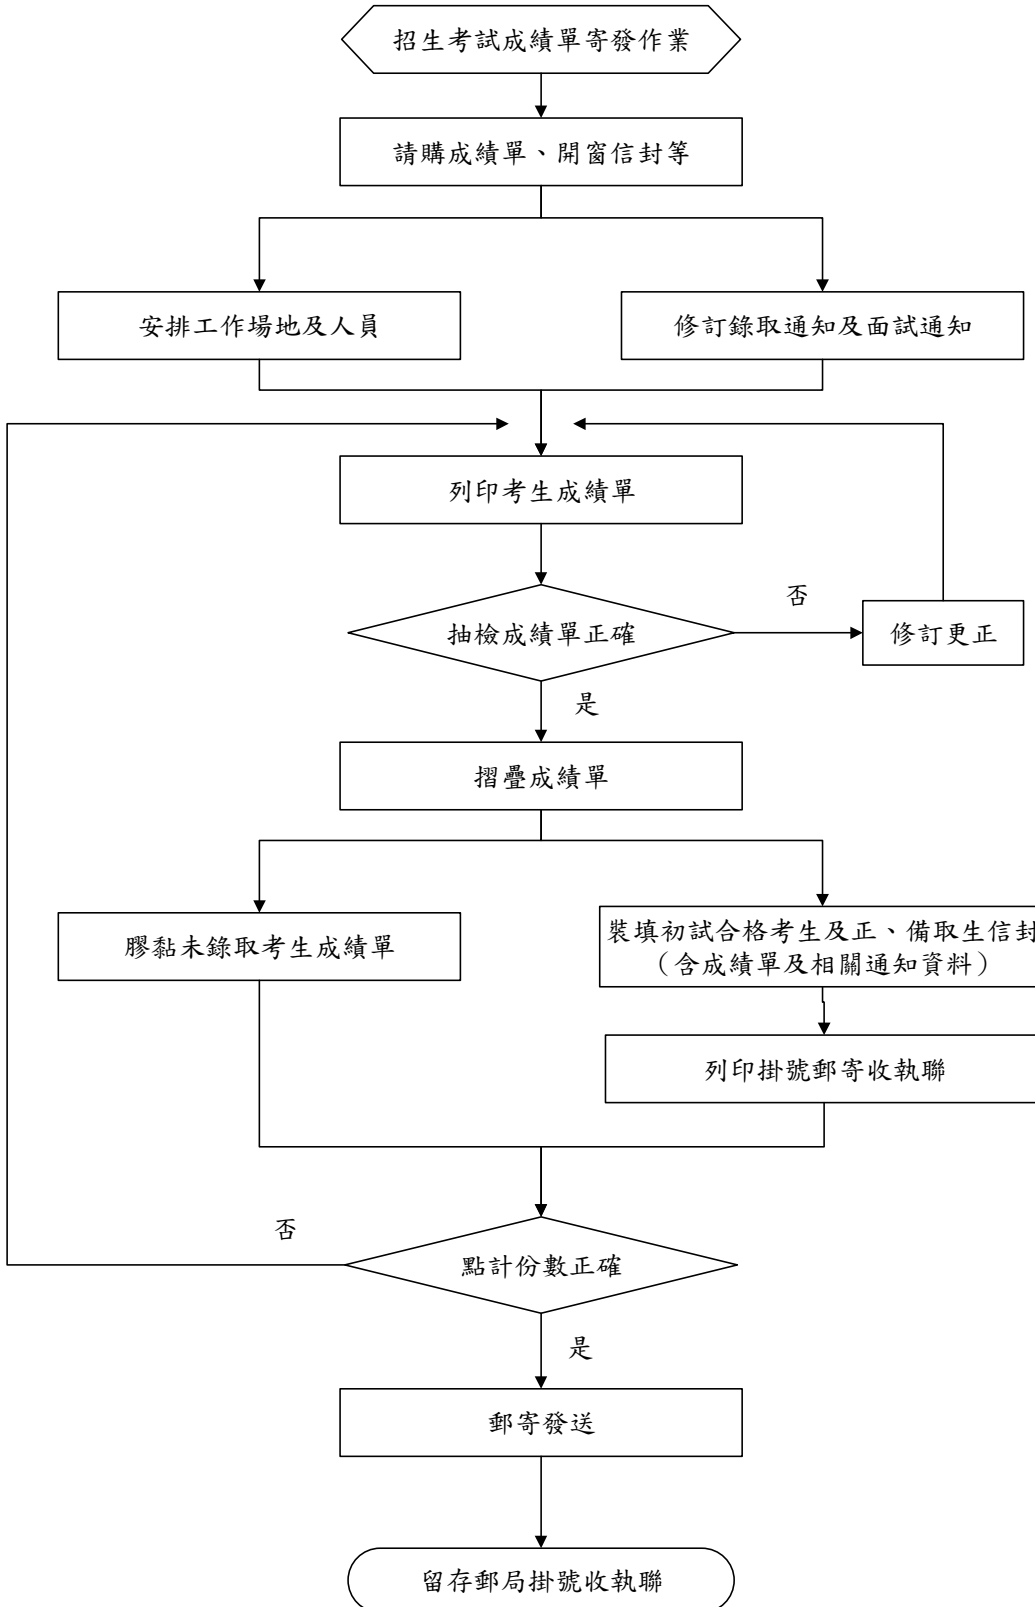 招生考試成績單寄發作業
請購成績單、開窗信封等
安排工作場地及人員
修訂錄取通知及面試通知
列印考生成績單
抽檢成績單正確
否
修訂更正
是
摺疊成績單
膠黏未錄取考生成績單
裝填初試合格考生及正、備取生信封
（含成績單及相關通知資料）
列印掛號郵寄收執聯
否
點計份數正確
是
郵寄發送
留存郵局掛號收執聯